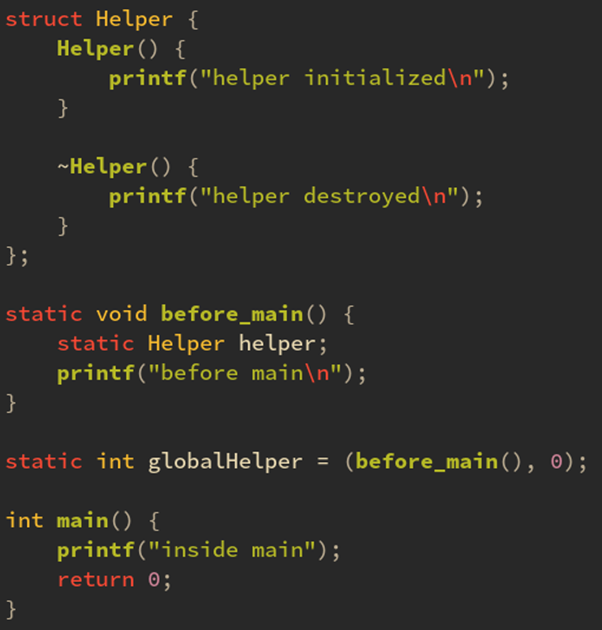 struct Helper {
    Helper() {
        printf("helper initialized\n");
    }

    ~Helper() {
        printf("helper destroyed\n");
    }
};

static void before_main() {
    static Helper helper;
    printf("before main\n");
}

static int globalHelper = (before_main(), 0);

int main() {
    printf("inside main");
    return 0;
}